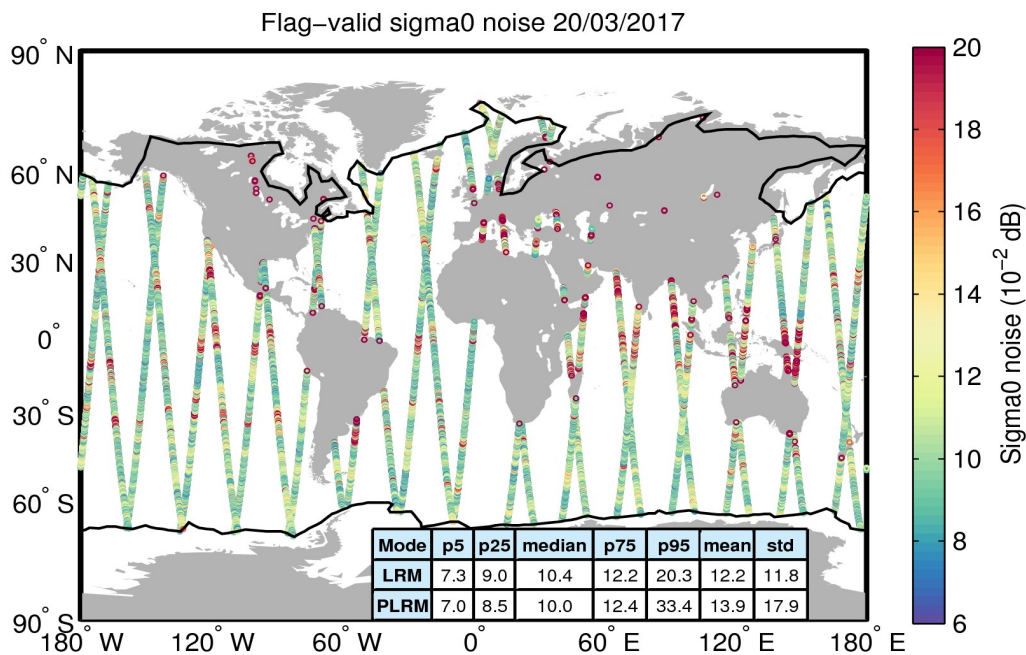 Flag−valid sigma0 noise 20/03/2017
90° N
60° N
30° N
0°
30° S
60° S
90° S
180° W
120° W
60° W
0°
60° E
120° E
180° E
Mode p5 p25 median p75 p95 mean std
LRM 7.3 9.0 10.4 12.2 20.3 12.2 11.8
PLRM 7.0 8.5 10.0 12.4 33.4 13.9 17.9
20
18
16
14
12
10
8
6
Sigma0 noise (10⁻² dB)